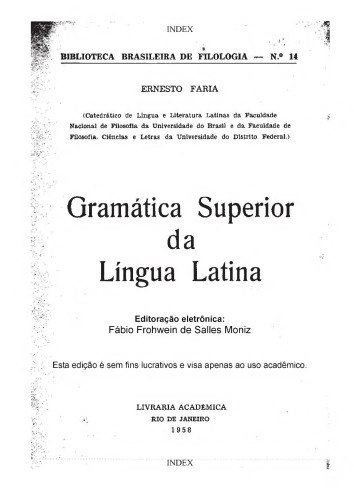 INDEX
BIBLIOTECA BRASILEIRA DE FILOLOGIA — N.º 14
ERNESTO FARIA
(Catedrático de Língua e Literatura Latinas da Faculdade
Nacional de Filosofia da Universidade do Brasil e da Faculdade de
Filosofia, Ciências e Letras da Universidade do Distrito Federal.)
Gramática Superior
da
Língua Latina
Editoração eletrônica:
Fábio Frohwein de Salles Moniz
Esta edição é sem fins lucrativos e visa apenas ao uso acadêmico.
LIVRARIA ACADÊMICA
RIO DE JANEIRO
1958
INDEX